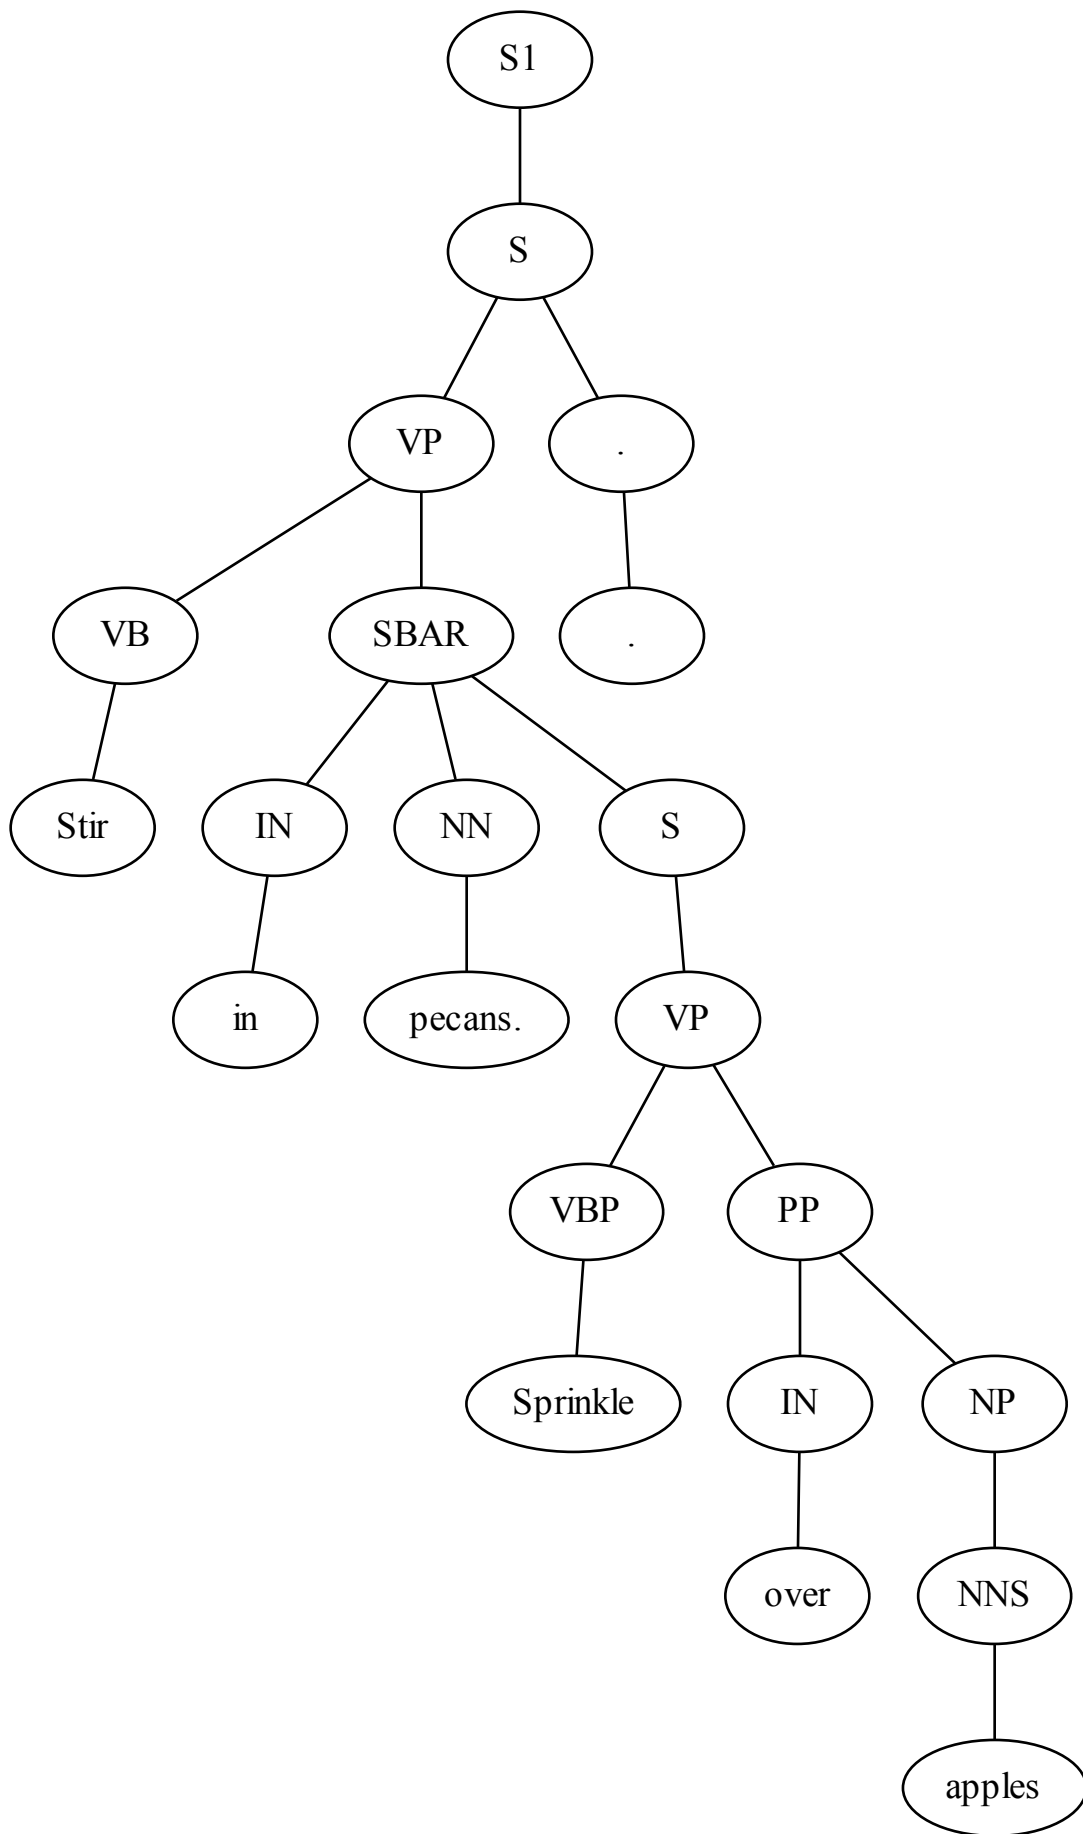 S1
S
VP .
VB SBAR .
Stir IN NN S
in pecans. VP
VBP PP
Sprinkle IN NP
over NNS
apples